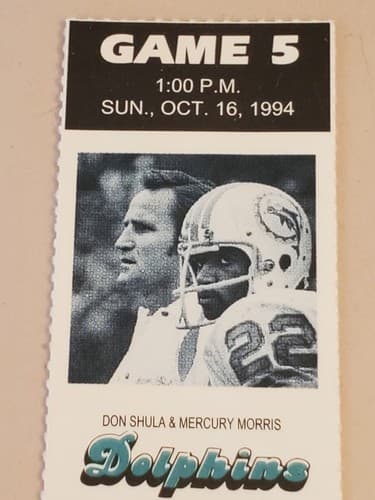 GAME 5
1:00 P.M.
SUN., OCT. 16, 1994
22
DON SHULA & MERCURY MORRIS
Dolphins